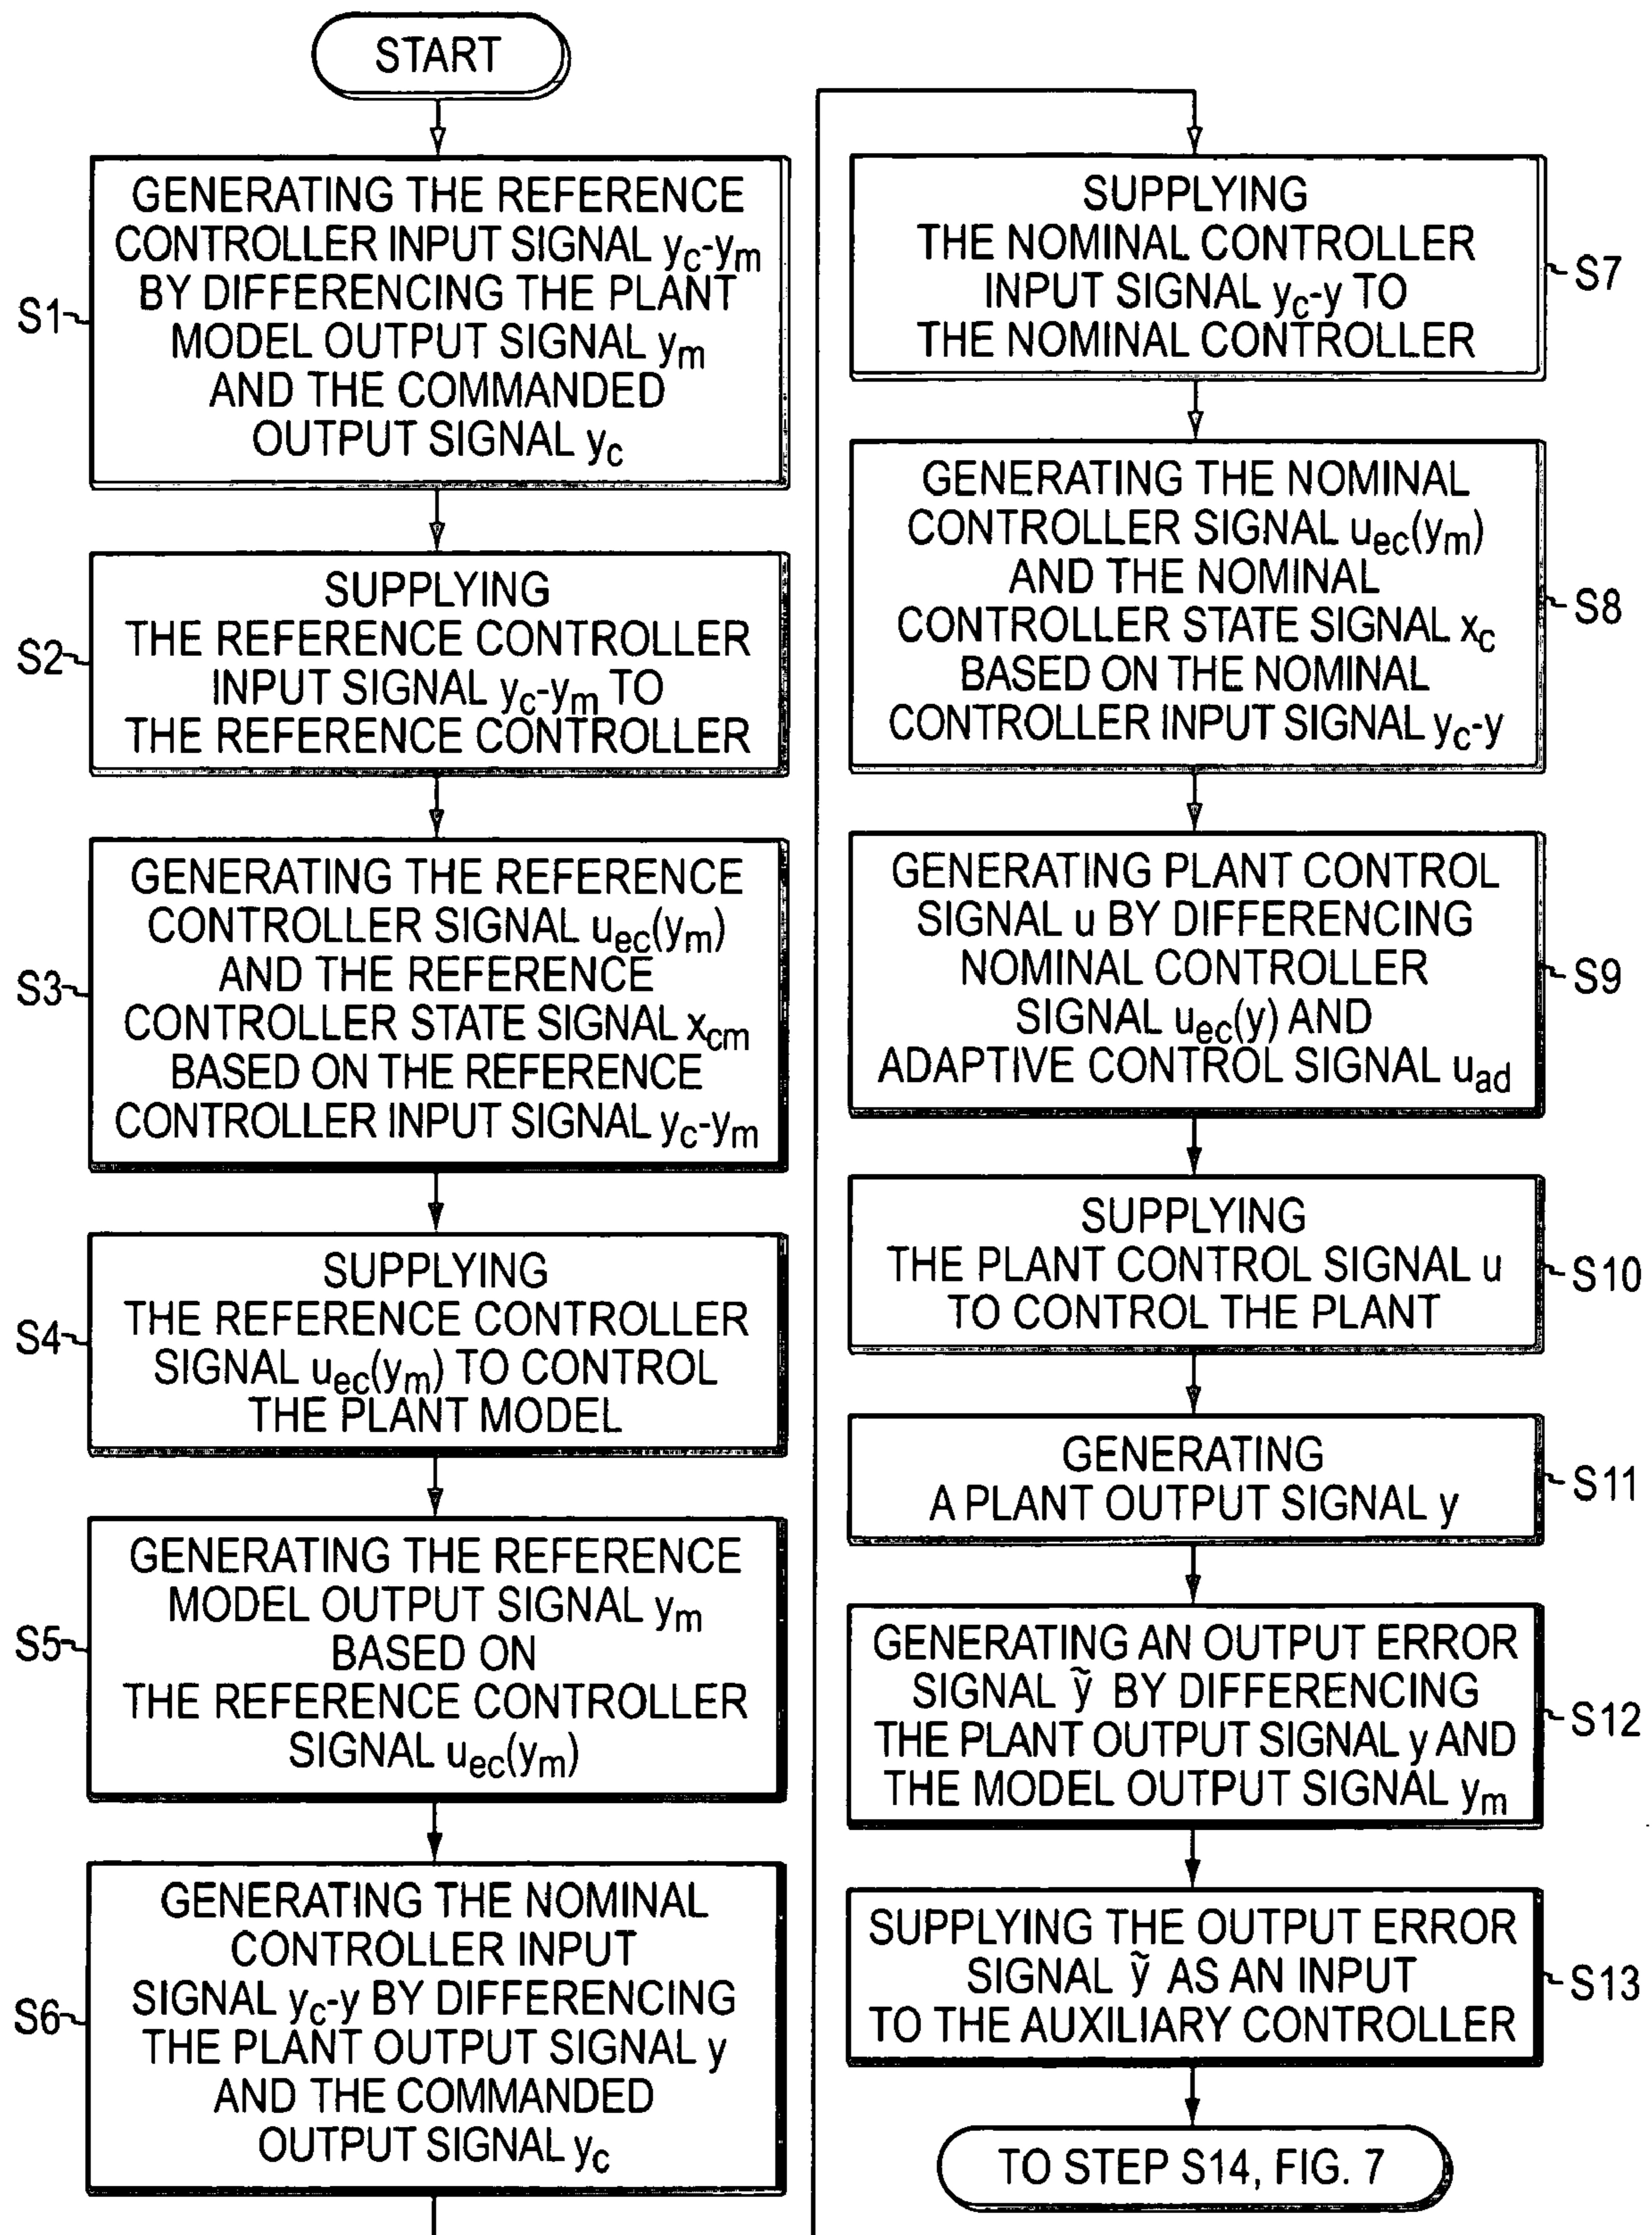 START
GENERATING THE REFERENCE
CONTROLLER INPUT SIGNAL yc-ym
BY DIFFERENCING THE PLANT
MODEL OUTPUT SIGNAL ym
AND THE COMMANDED
OUTPUT SIGNAL yc
S1
SUPPLYING
THE REFERENCE CONTROLLER
INPUT SIGNAL yc-ym TO
THE REFERENCE CONTROLLER
S2
GENERATING THE REFERENCE
CONTROLLER SIGNAL uec(ym)
AND THE REFERENCE
CONTROLLER STATE SIGNAL xcm
BASED ON THE REFERENCE
CONTROLLER INPUT SIGNAL yc-ym
S3
SUPPLYING
THE REFERENCE CONTROLLER
SIGNAL uec(ym) TO CONTROL
THE PLANT MODEL
S4
GENERATING THE REFERENCE
MODEL OUTPUT SIGNAL ym
BASED ON
THE REFERENCE CONTROLLER
SIGNAL uec(ym)
S5
GENERATING THE NOMINAL
CONTROLLER INPUT
SIGNAL yc-y BY DIFFERENCING
THE PLANT OUTPUT SIGNAL y
AND THE COMMANDED
OUTPUT SIGNAL yc
S6
SUPPLYING
THE NOMINAL CONTROLLER
INPUT SIGNAL yc-y TO
THE NOMINAL CONTROLLER
S7
GENERATING THE NOMINAL
CONTROLLER SIGNAL uec(ym)
AND THE NOMINAL
CONTROLLER STATE SIGNAL xc
BASED ON THE NOMINAL
CONTROLLER INPUT SIGNAL yc-y
S8
GENERATING PLANT CONTROL
SIGNAL u BY DIFFERENCING
NOMINAL CONTROLLER
SIGNAL uec(y) AND
ADAPTIVE CONTROL SIGNAL uad
S9
SUPPLYING
THE PLANT CONTROL SIGNAL u
TO CONTROL THE PLANT
S10
GENERATING
A PLANT OUTPUT SIGNAL y
S11
GENERATING AN OUTPUT ERROR
SIGNAL ỹ BY DIFFERENCING
THE PLANT OUTPUT SIGNAL y AND
THE MODEL OUTPUT SIGNAL ym
S12
SUPPLYING THE OUTPUT ERROR
SIGNAL ỹ AS AN INPUT
TO THE AUXILIARY CONTROLLER
S13
TO STEP S14, FIG. 7